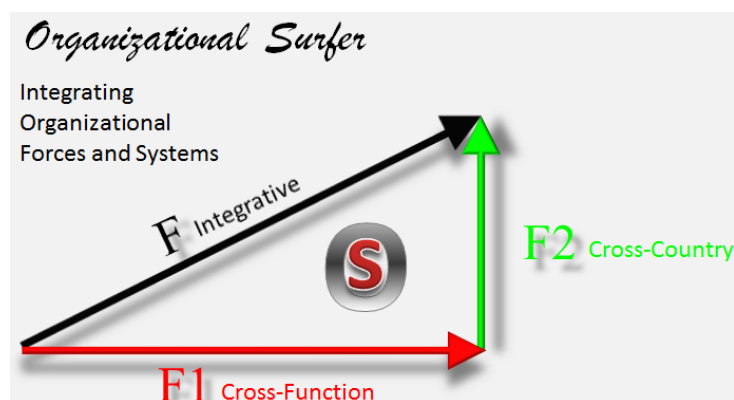 Organizational Surfer
Integrating
Organizational
Forces and Systems
F Integrative
S
F2 Cross-Country
F1 Cross-Function